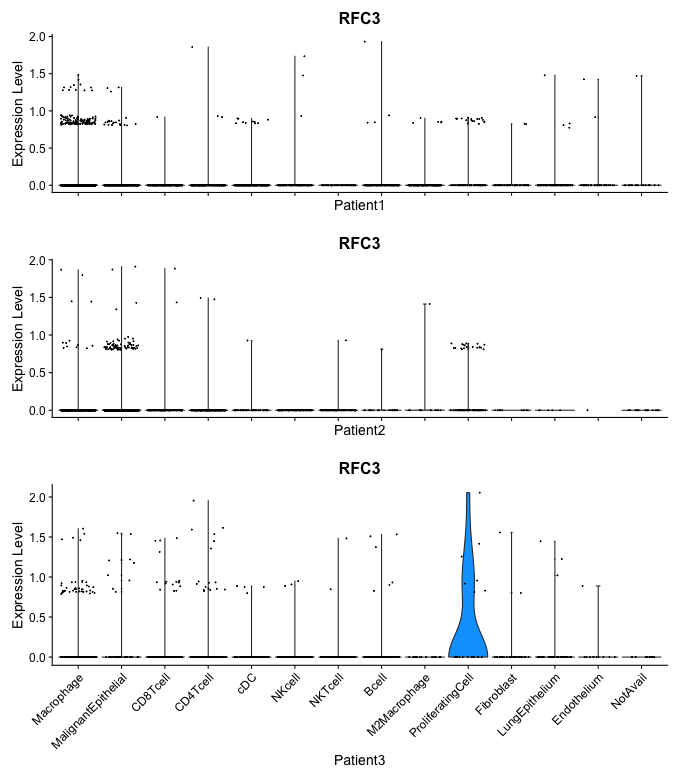 RFC3
Expression Level
2.0
1.5
1.0
0.5
0.0
Patient1
RFC3
Expression Level
2.0
1.5
1.0
0.5
0.0
Patient2
RFC3
Expression Level
2.0
1.5
1.0
0.5
0.0
Macrophage
MalignantEpithelial
CD8Tcell
CD4Tcell
cDC
NKcell
NKTcell
Bcell
M2Macrophage
ProliferatingCell
Fibroblast
LungEpithelium
Endothelium
NotAvail
Patient3